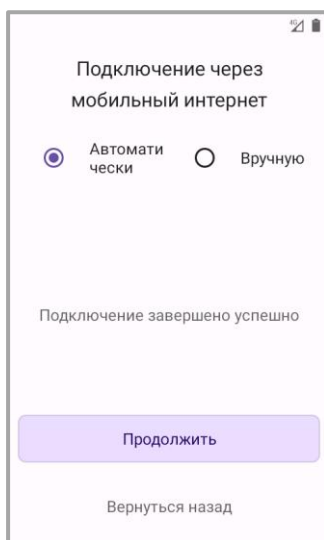 Подключение через
мобильный интернет
Автомати
чески
Вручную
Подключение завершено успешно
Продолжить
Вернуться назад